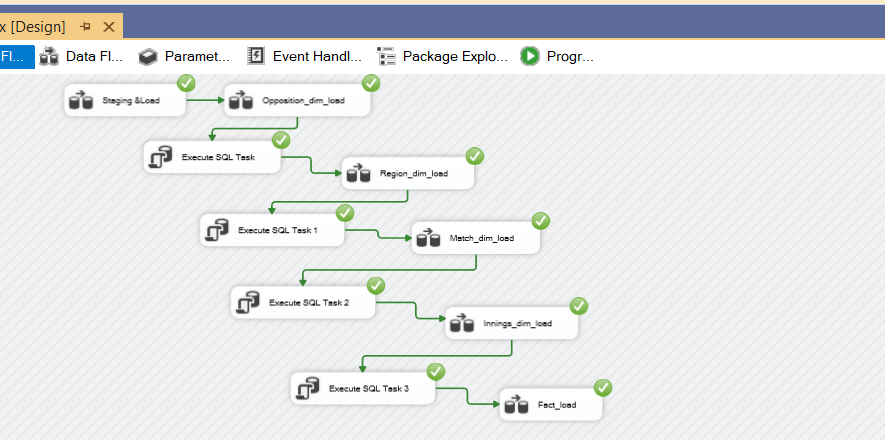 x [Design]
Fl...
Data Fl...
Paramet...
Event Handl...
Package Explo...
Progr...
Staging &Load
Opposition_dim_load
Execute SQL Task
Region_dim_load
Execute SQL Task 1
Match_dim_load
Execute SQL Task 2
Innings_dim_load
Execute SQL Task 3
Fact_load